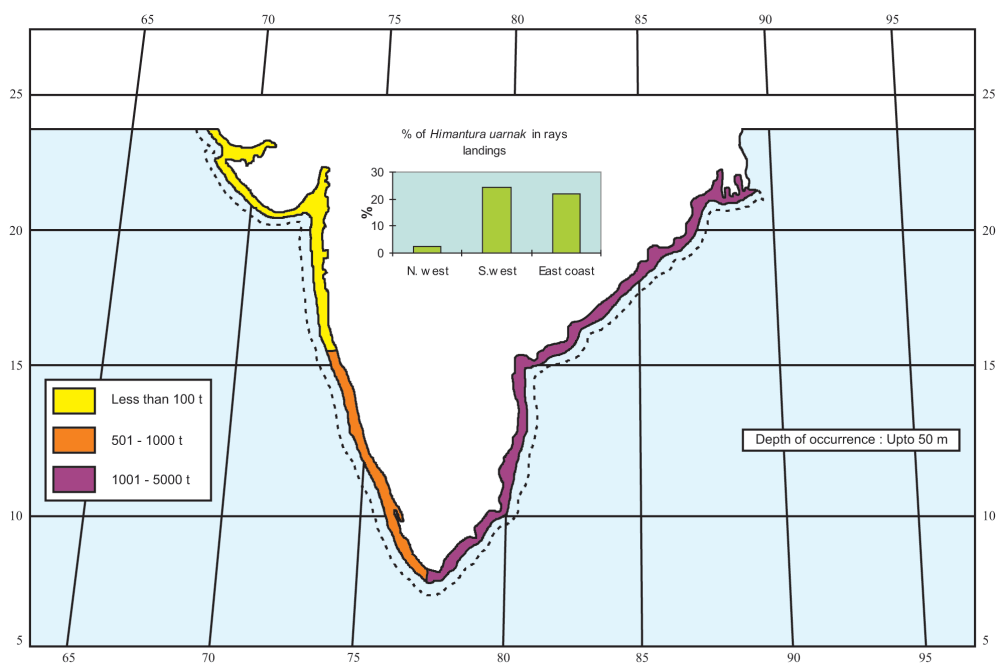 65 70 75 80 85 90 95
25 25
% of Himantura uarnak in rays
landings
30
20
10
0
%
N. west S.west East coast
20 20
15 15
Less than 100 t
501 - 1000 t
1001 - 5000 t
Depth of occurrence : Upto 50 m
10 10
5 5
65 70 75 80 85 90 95